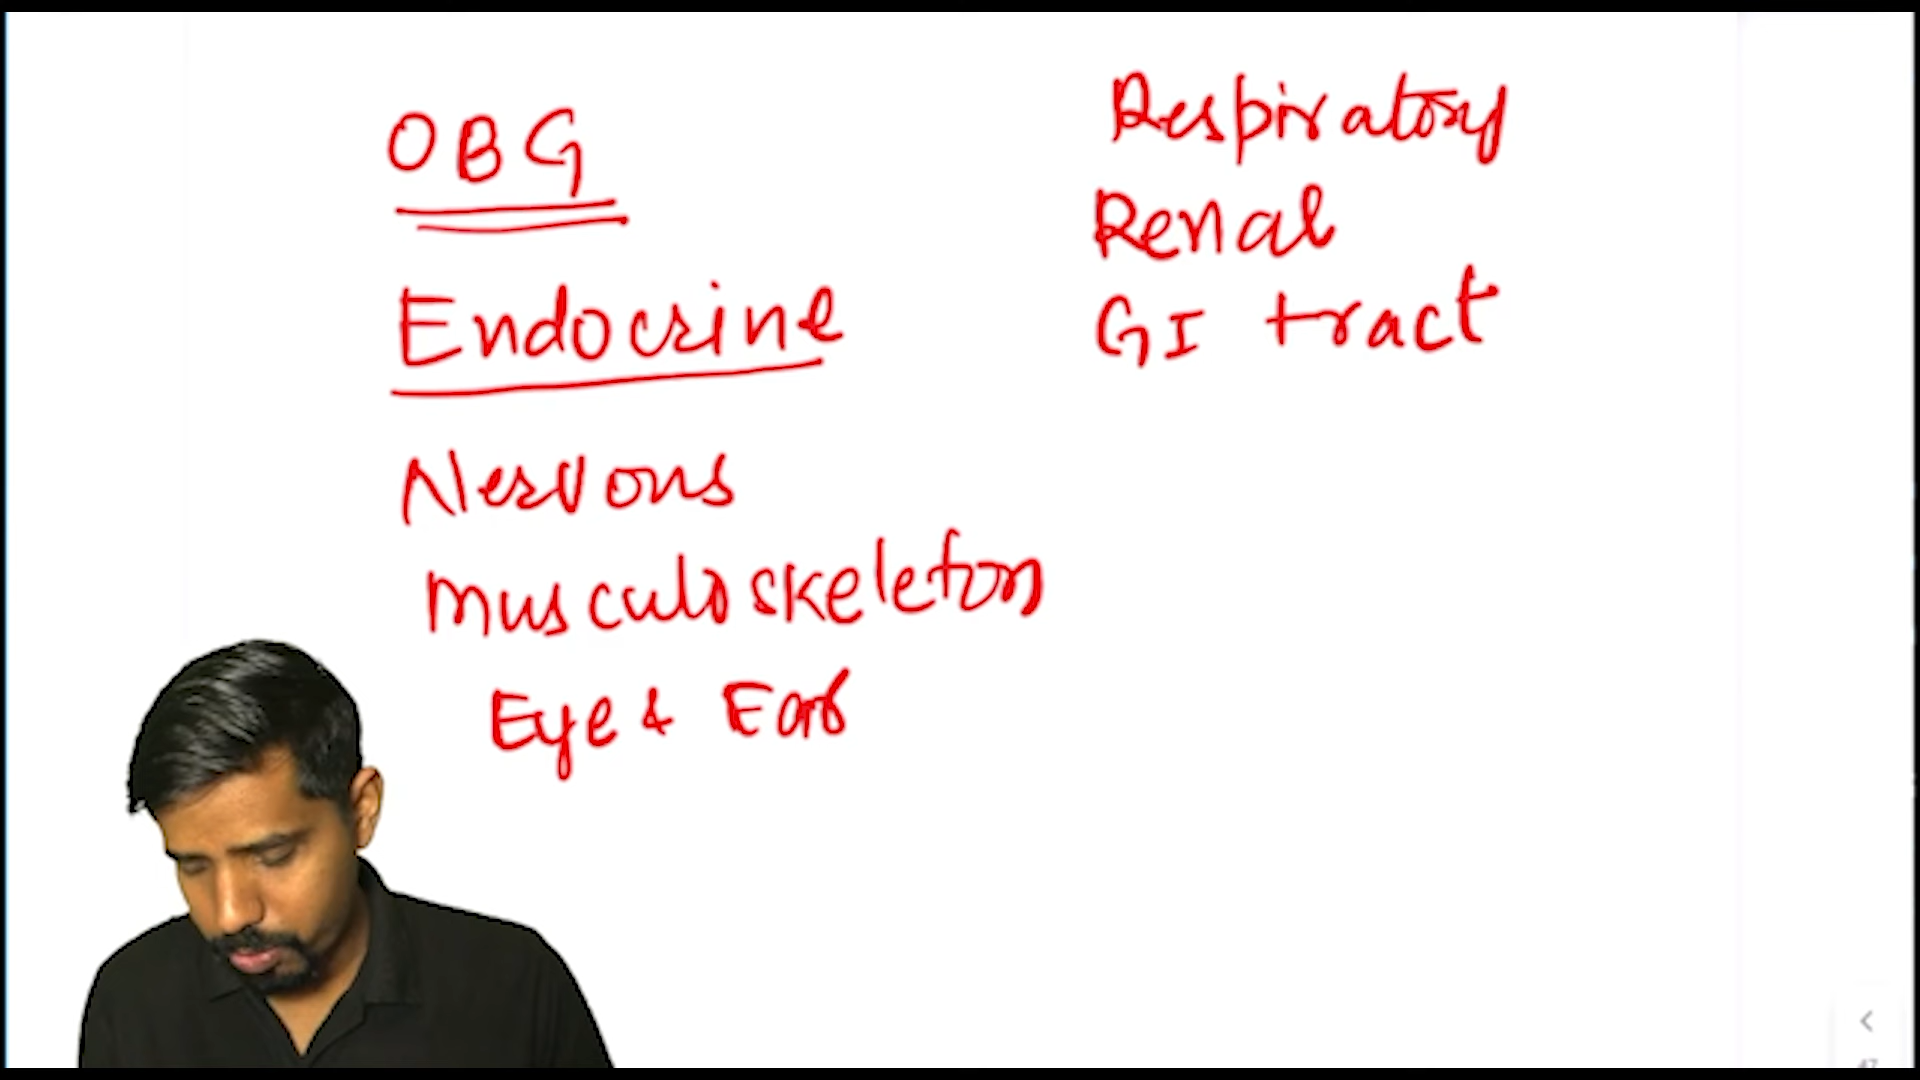 OBG
Endocrine
Nervous
Musculoskeleton
Eye & Ear
Respiratory
Renal
GI tract